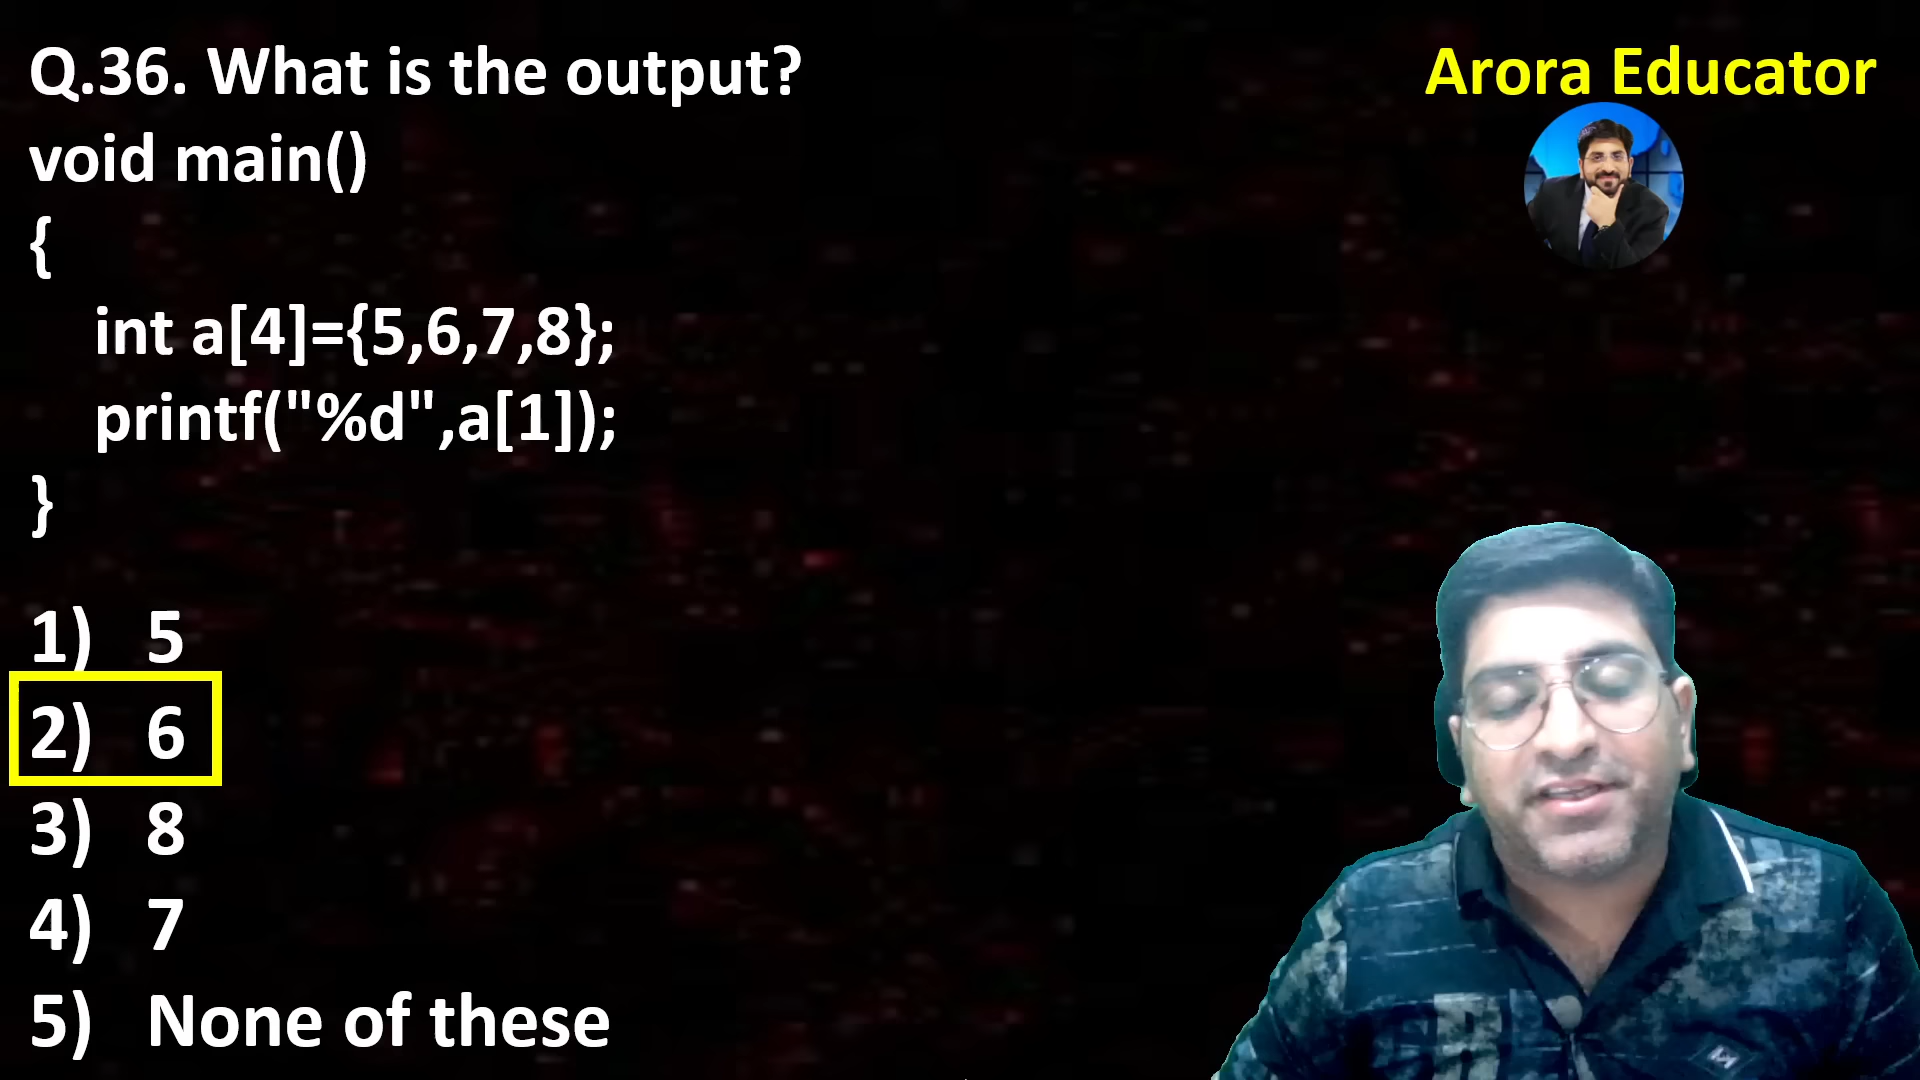 Q.36. What is the output?
Arora Educator
void main()
{
int a[4]={5,6,7,8};
printf("%d",a[1]);
}
1) 5
2) 6
3) 8
4) 7
5) None of these